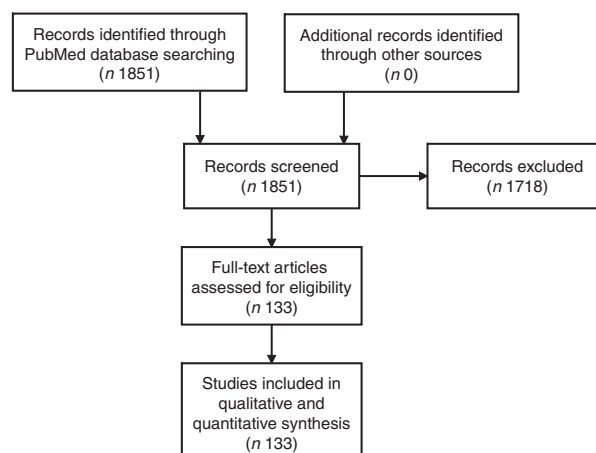 Records identified through
PubMed database searching
(n 1851)
Additional records identified
through other sources
(n 0)
Records screened
(n 1851)
Records excluded
(n 1718)
Full-text articles
assessed for eligibility
(n 133)
Studies included in
qualitative and
quantitative synthesis
(n 133)